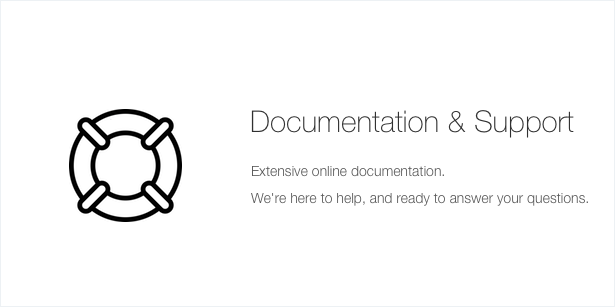 Documentation & Support
Extensive online documentation.
We're here to help, and ready to answer your questions.